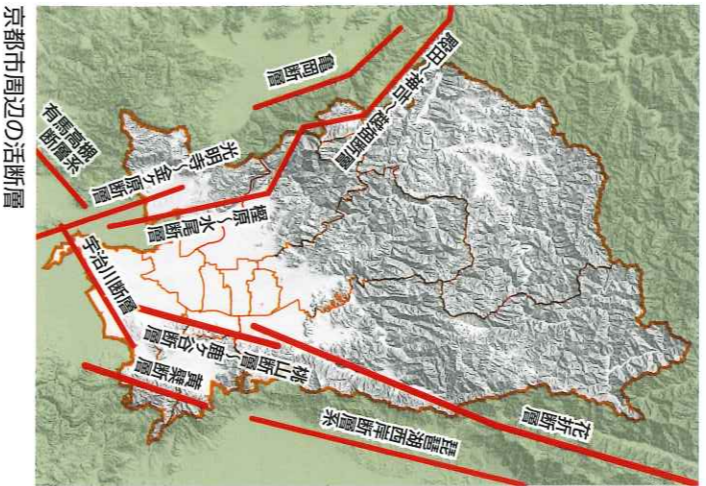 京都市周辺の活断層
殿田～神吉～越畑断層
亀岡断層
花折断層
樫原～水尾断層
光明寺～金ヶ原断層
有馬高槻
断層系
琵琶湖西岸断層系
桃山断層～
鹿ケ谷断層
黄檗断層
宇治川断層